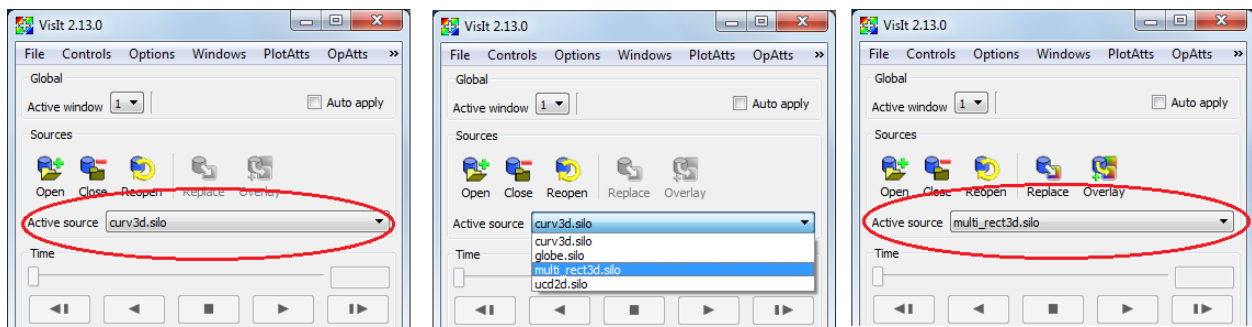 VisIt 2.13.0
File Controls Options Windows PlotAtts OpAtts »
Global
Active window 1 Auto apply
Sources
Open Close Reopen Replace Overlay
Active source curv3d.silo
Time
VisIt 2.13.0
File Controls Options Windows PlotAtts OpAtts »
Global
Active window 1 Auto apply
Sources
Open Close Reopen Replace Overlay
Active source curv3d.silo
curv3d.silo
globe.silo
multi_rect3d.silo
ucd2d.silo
Time
VisIt 2.13.0
File Controls Options Windows PlotAtts OpAtts »
Global
Active window 1 Auto apply
Sources
Open Close Reopen Replace Overlay
Active source multi_rect3d.silo
Time